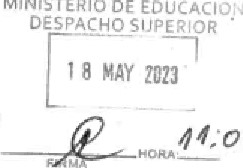 MINISTERIO DE EDUCACION
DESPACHO SUPERIOR
18 MAY 2023
HORA: 11:0
FIRMA